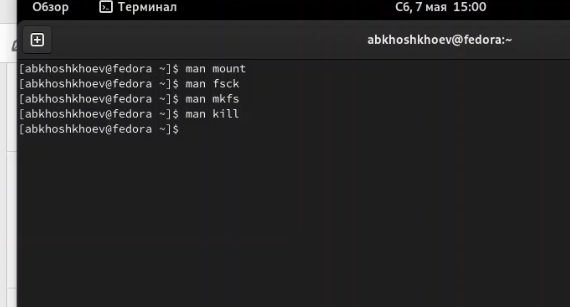 Обзор Терминал Сб, 7 мая 15:00
abkhoshkhoev@fedora:~
[abkhoshkhoev@fedora ~]$ man mount
[abkhoshkhoev@fedora ~]$ man fsck
[abkhoshkhoev@fedora ~]$ man mkfs
[abkhoshkhoev@fedora ~]$ man kill
[abkhoshkhoev@fedora ~]$